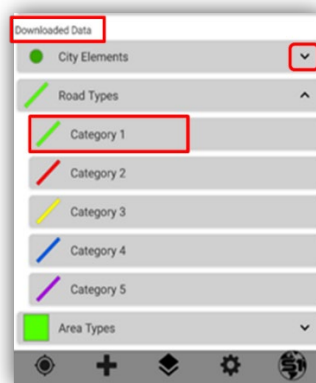 Downloaded Data
City Elements
Road Types
Category 1
Category 2
Category 3
Category 4
Category 5
Area Types